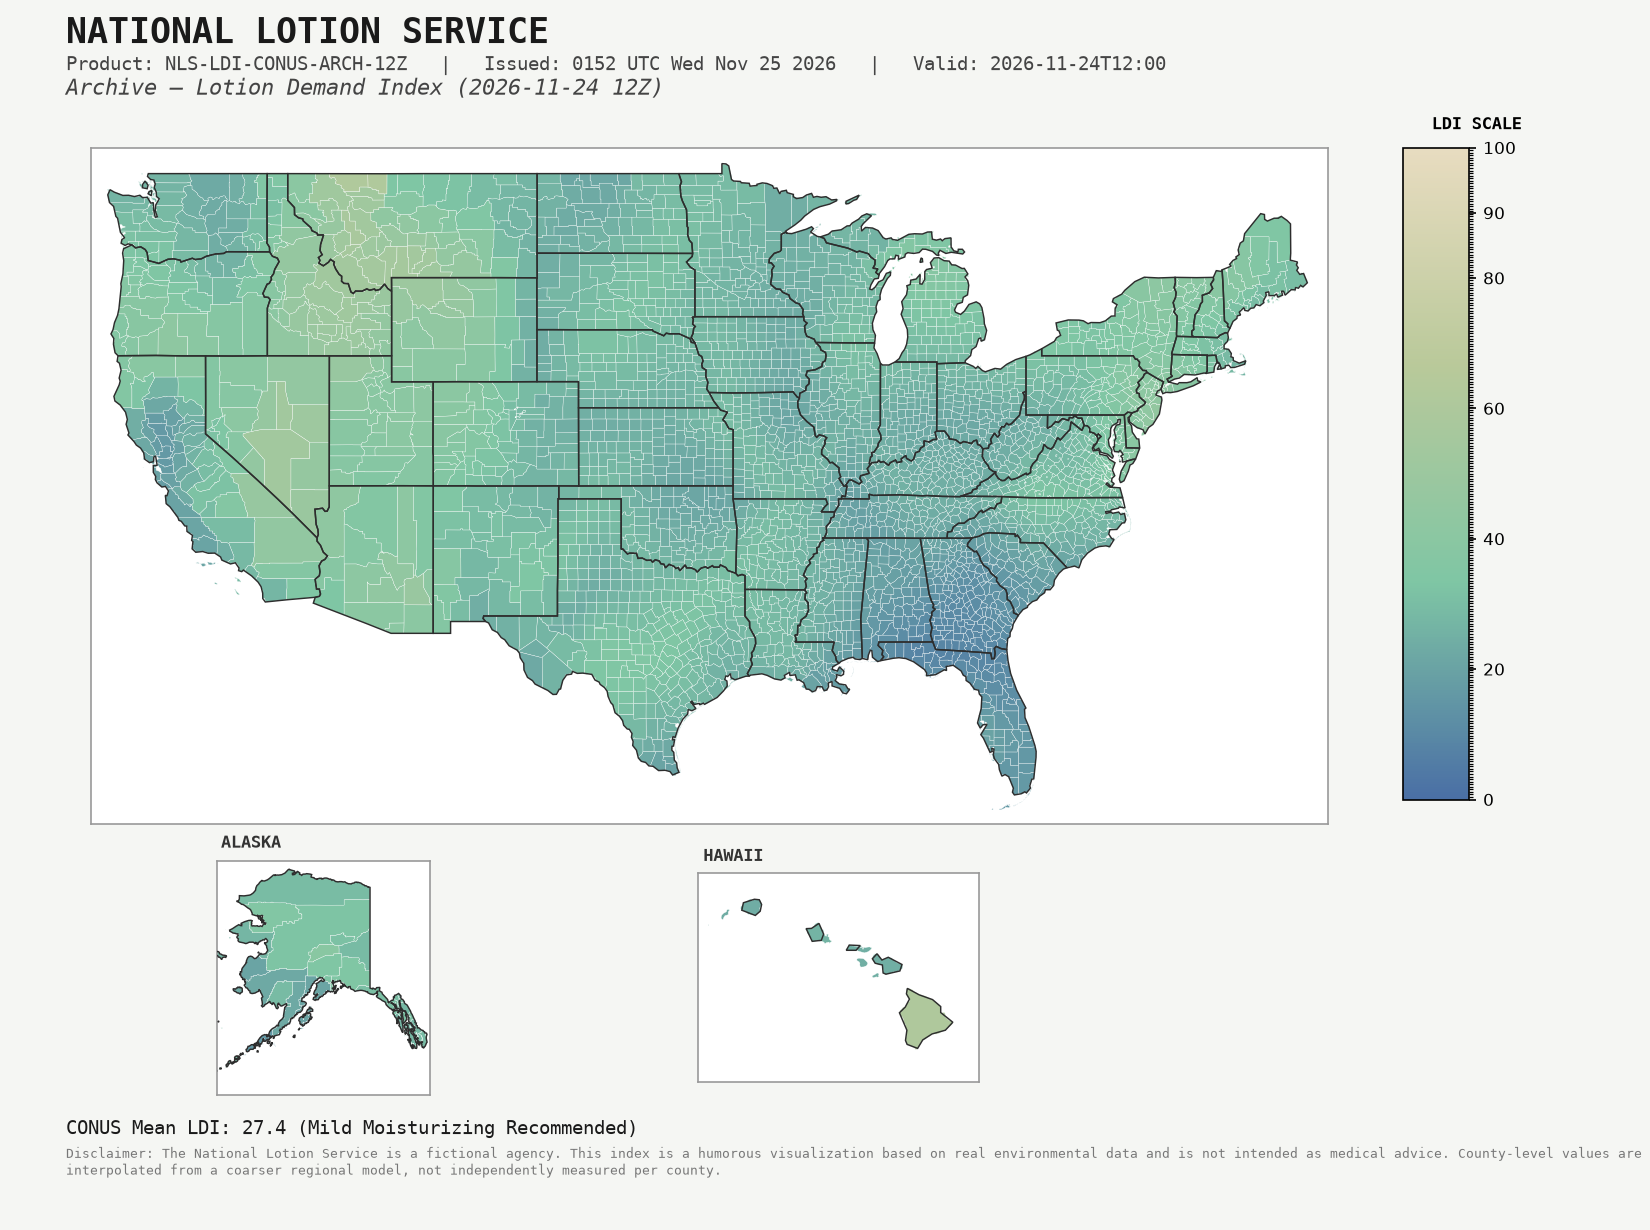 NATIONAL LOTION SERVICE
Product: NLS-LDI-CONUS-ARCH-12Z | Issued: 0152 UTC Wed Nov 25 2026 | Valid: 2026-11-24T12:00
Archive — Lotion Demand Index (2026-11-24 12Z)
LDI SCALE
100
90
80
60
40
20
0
ALASKA
HAWAII
CONUS Mean LDI: 27.4 (Mild Moisturizing Recommended)
Disclaimer: The National Lotion Service is a fictional agency. This index is a humorous visualization based on real environmental data and is not intended as medical advice. County-level values are
interpolated from a coarser regional model, not independently measured per county.